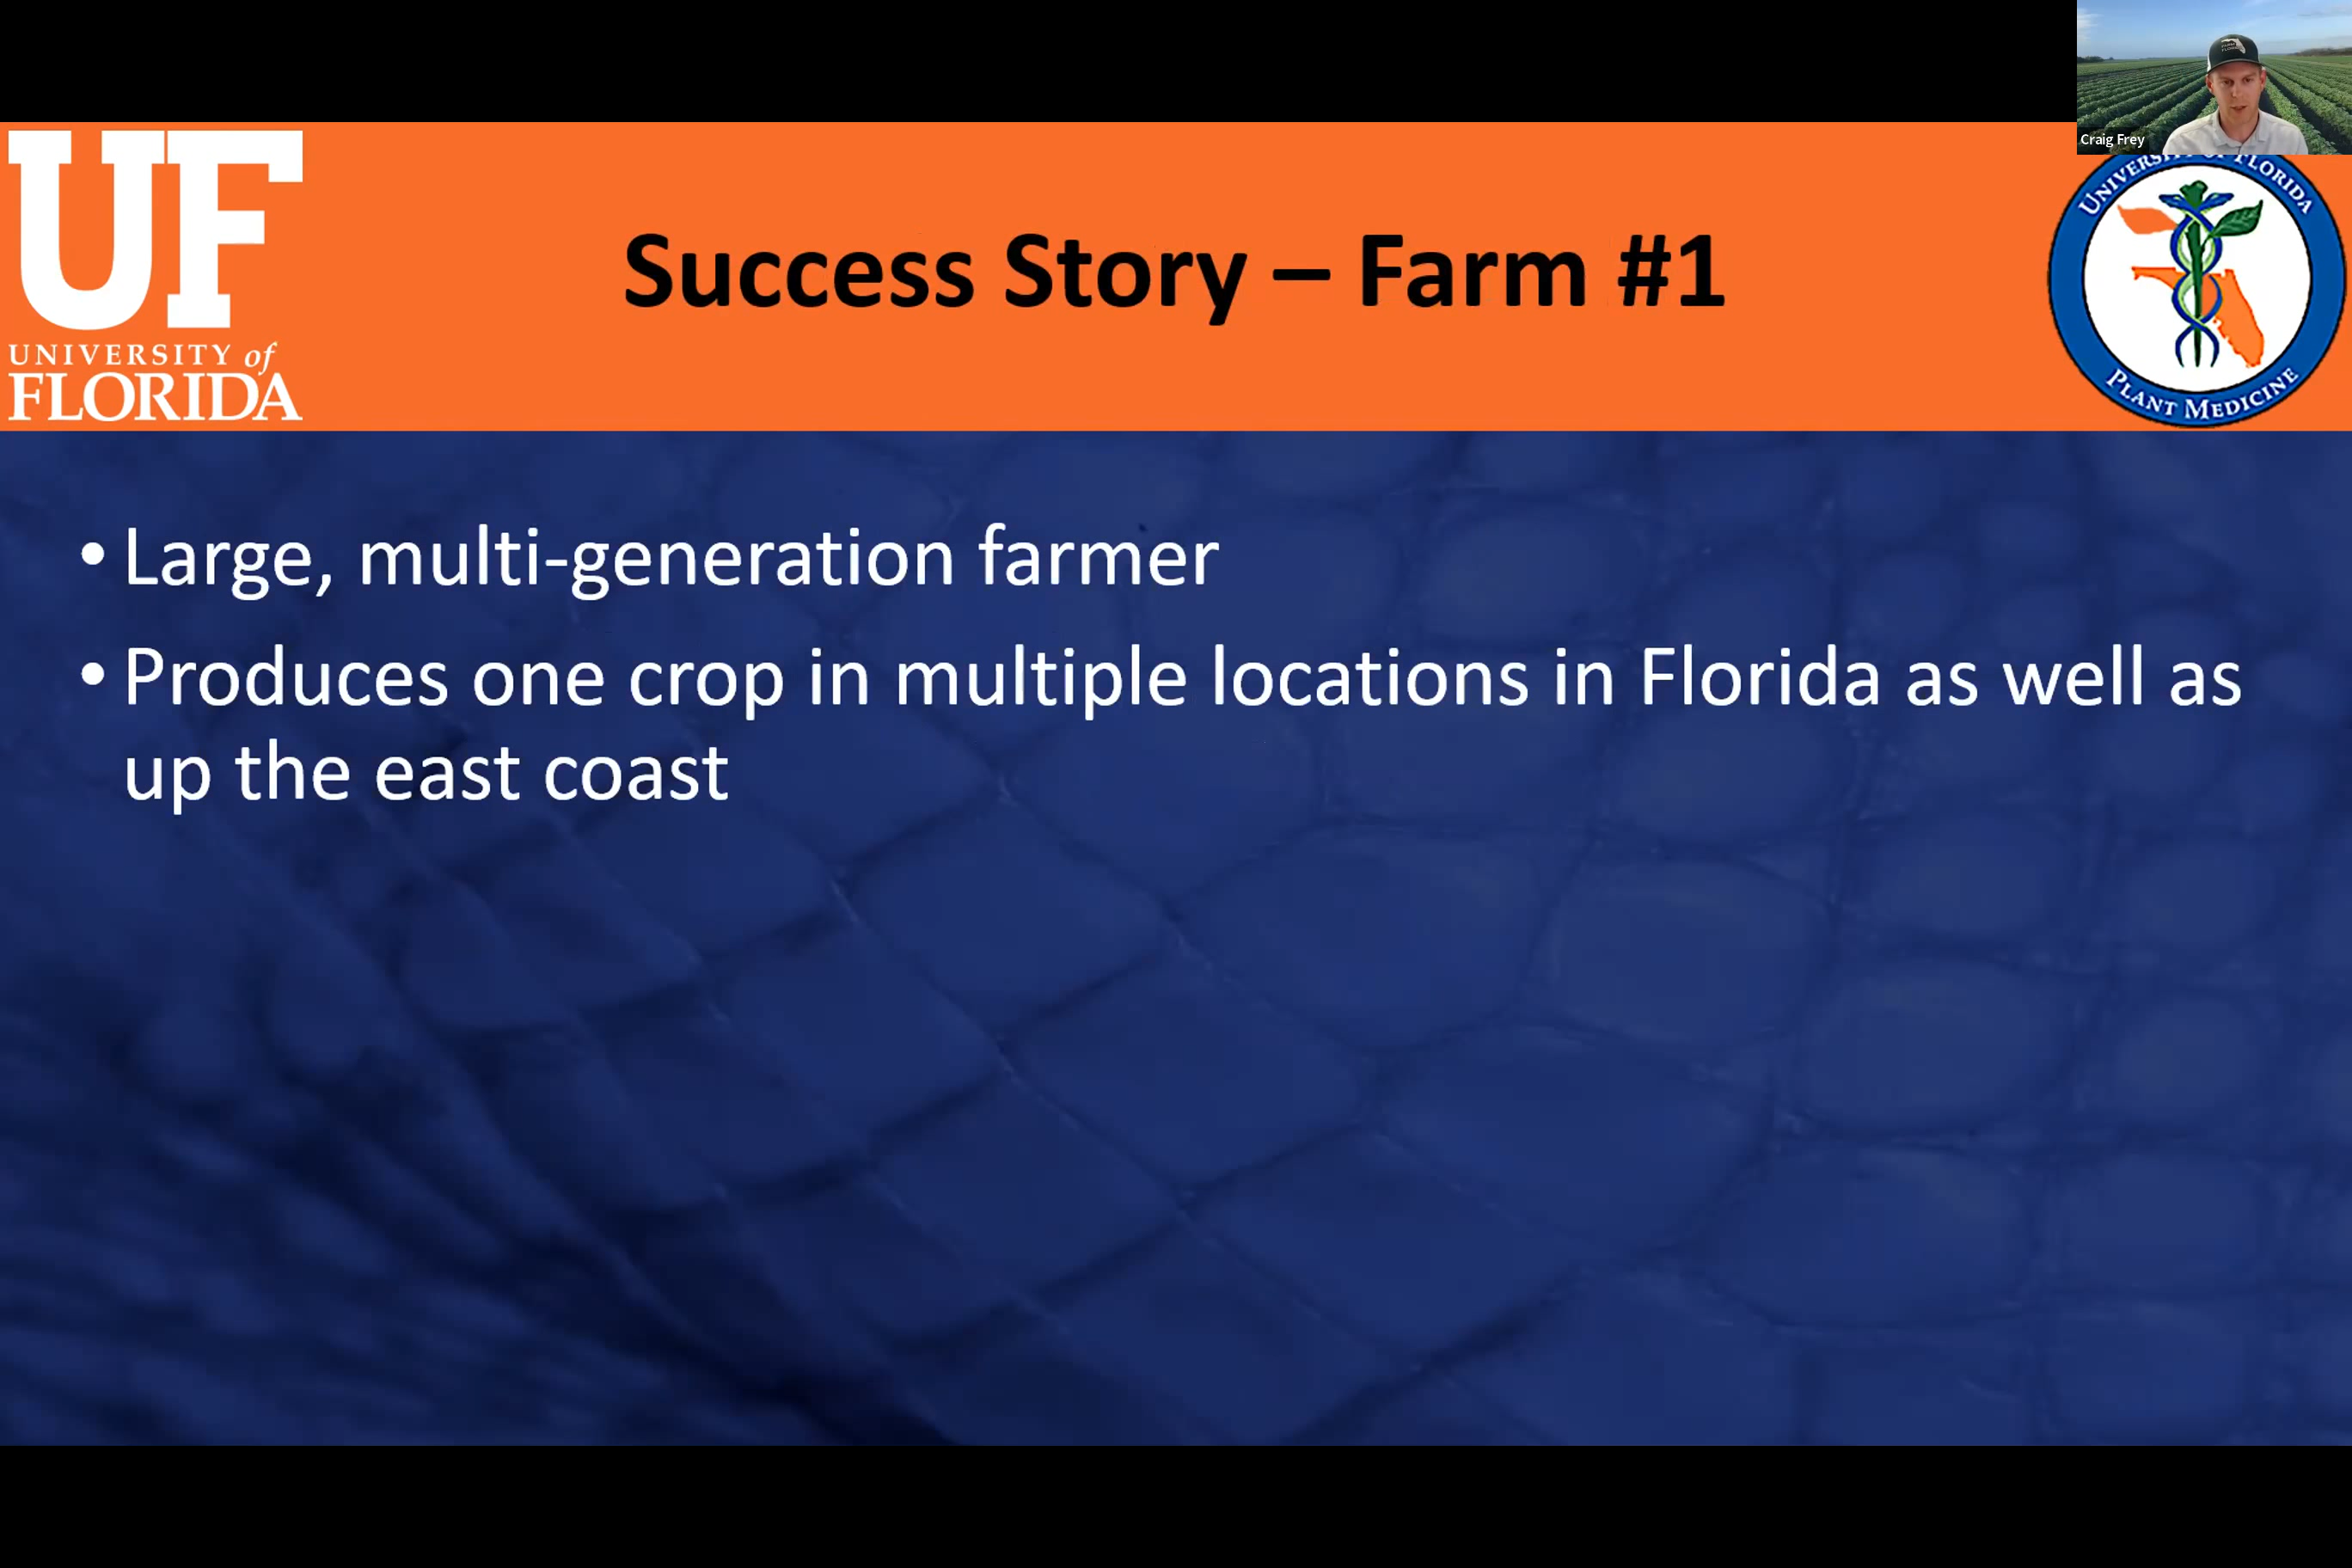 Craig Frey
UF
UNIVERSITY of
FLORIDA
Success Story – Farm #1
UNIVERSITY OF FLORIDA
PLANT MEDICINE
• Large, multi-generation farmer
• Produces one crop in multiple locations in Florida as well as
up the east coast